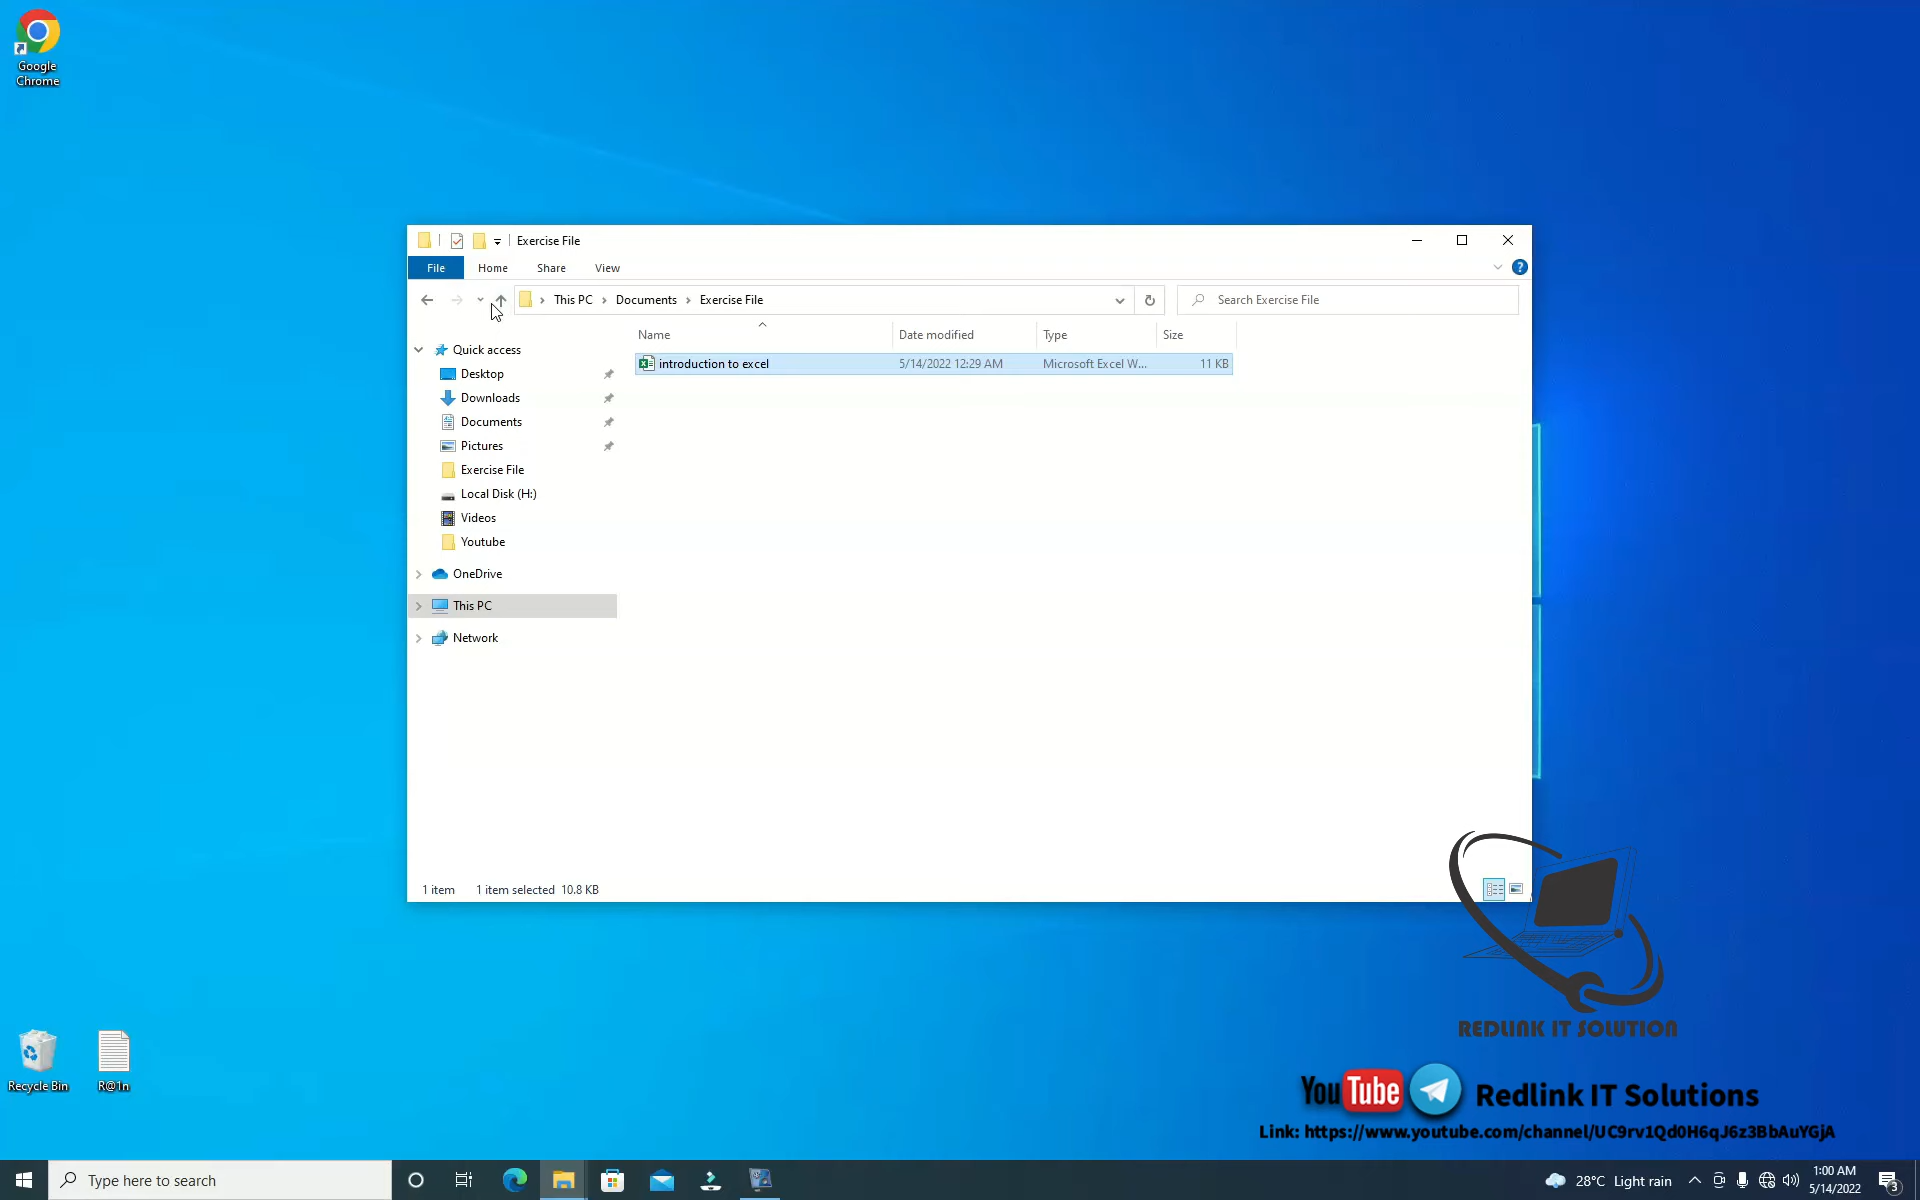 Google
Chrome
Exercise File
File
Home
Share
View
This PC
Documents
Exercise File
Search Exercise File
Name
Date modified
Type
Size
introduction to excel
5/14/2022 12:29 AM
Microsoft Excel W...
11 KB
Quick access
Desktop
Downloads
Documents
Pictures
Exercise File
Local Disk (H:)
Videos
Youtube
OneDrive
This PC
Network
1 item
1 item selected 10.8 KB
REDLINK IT SOLUTION
Recycle Bin
R@1n
YouTube
Redlink IT Solutions
Link: https://www.youtube.com/channel/UC9rv1Qd0H6qJ6z3BbAuYGjA
Type here to search
28°C Light rain
1:00 AM
5/14/2022
3